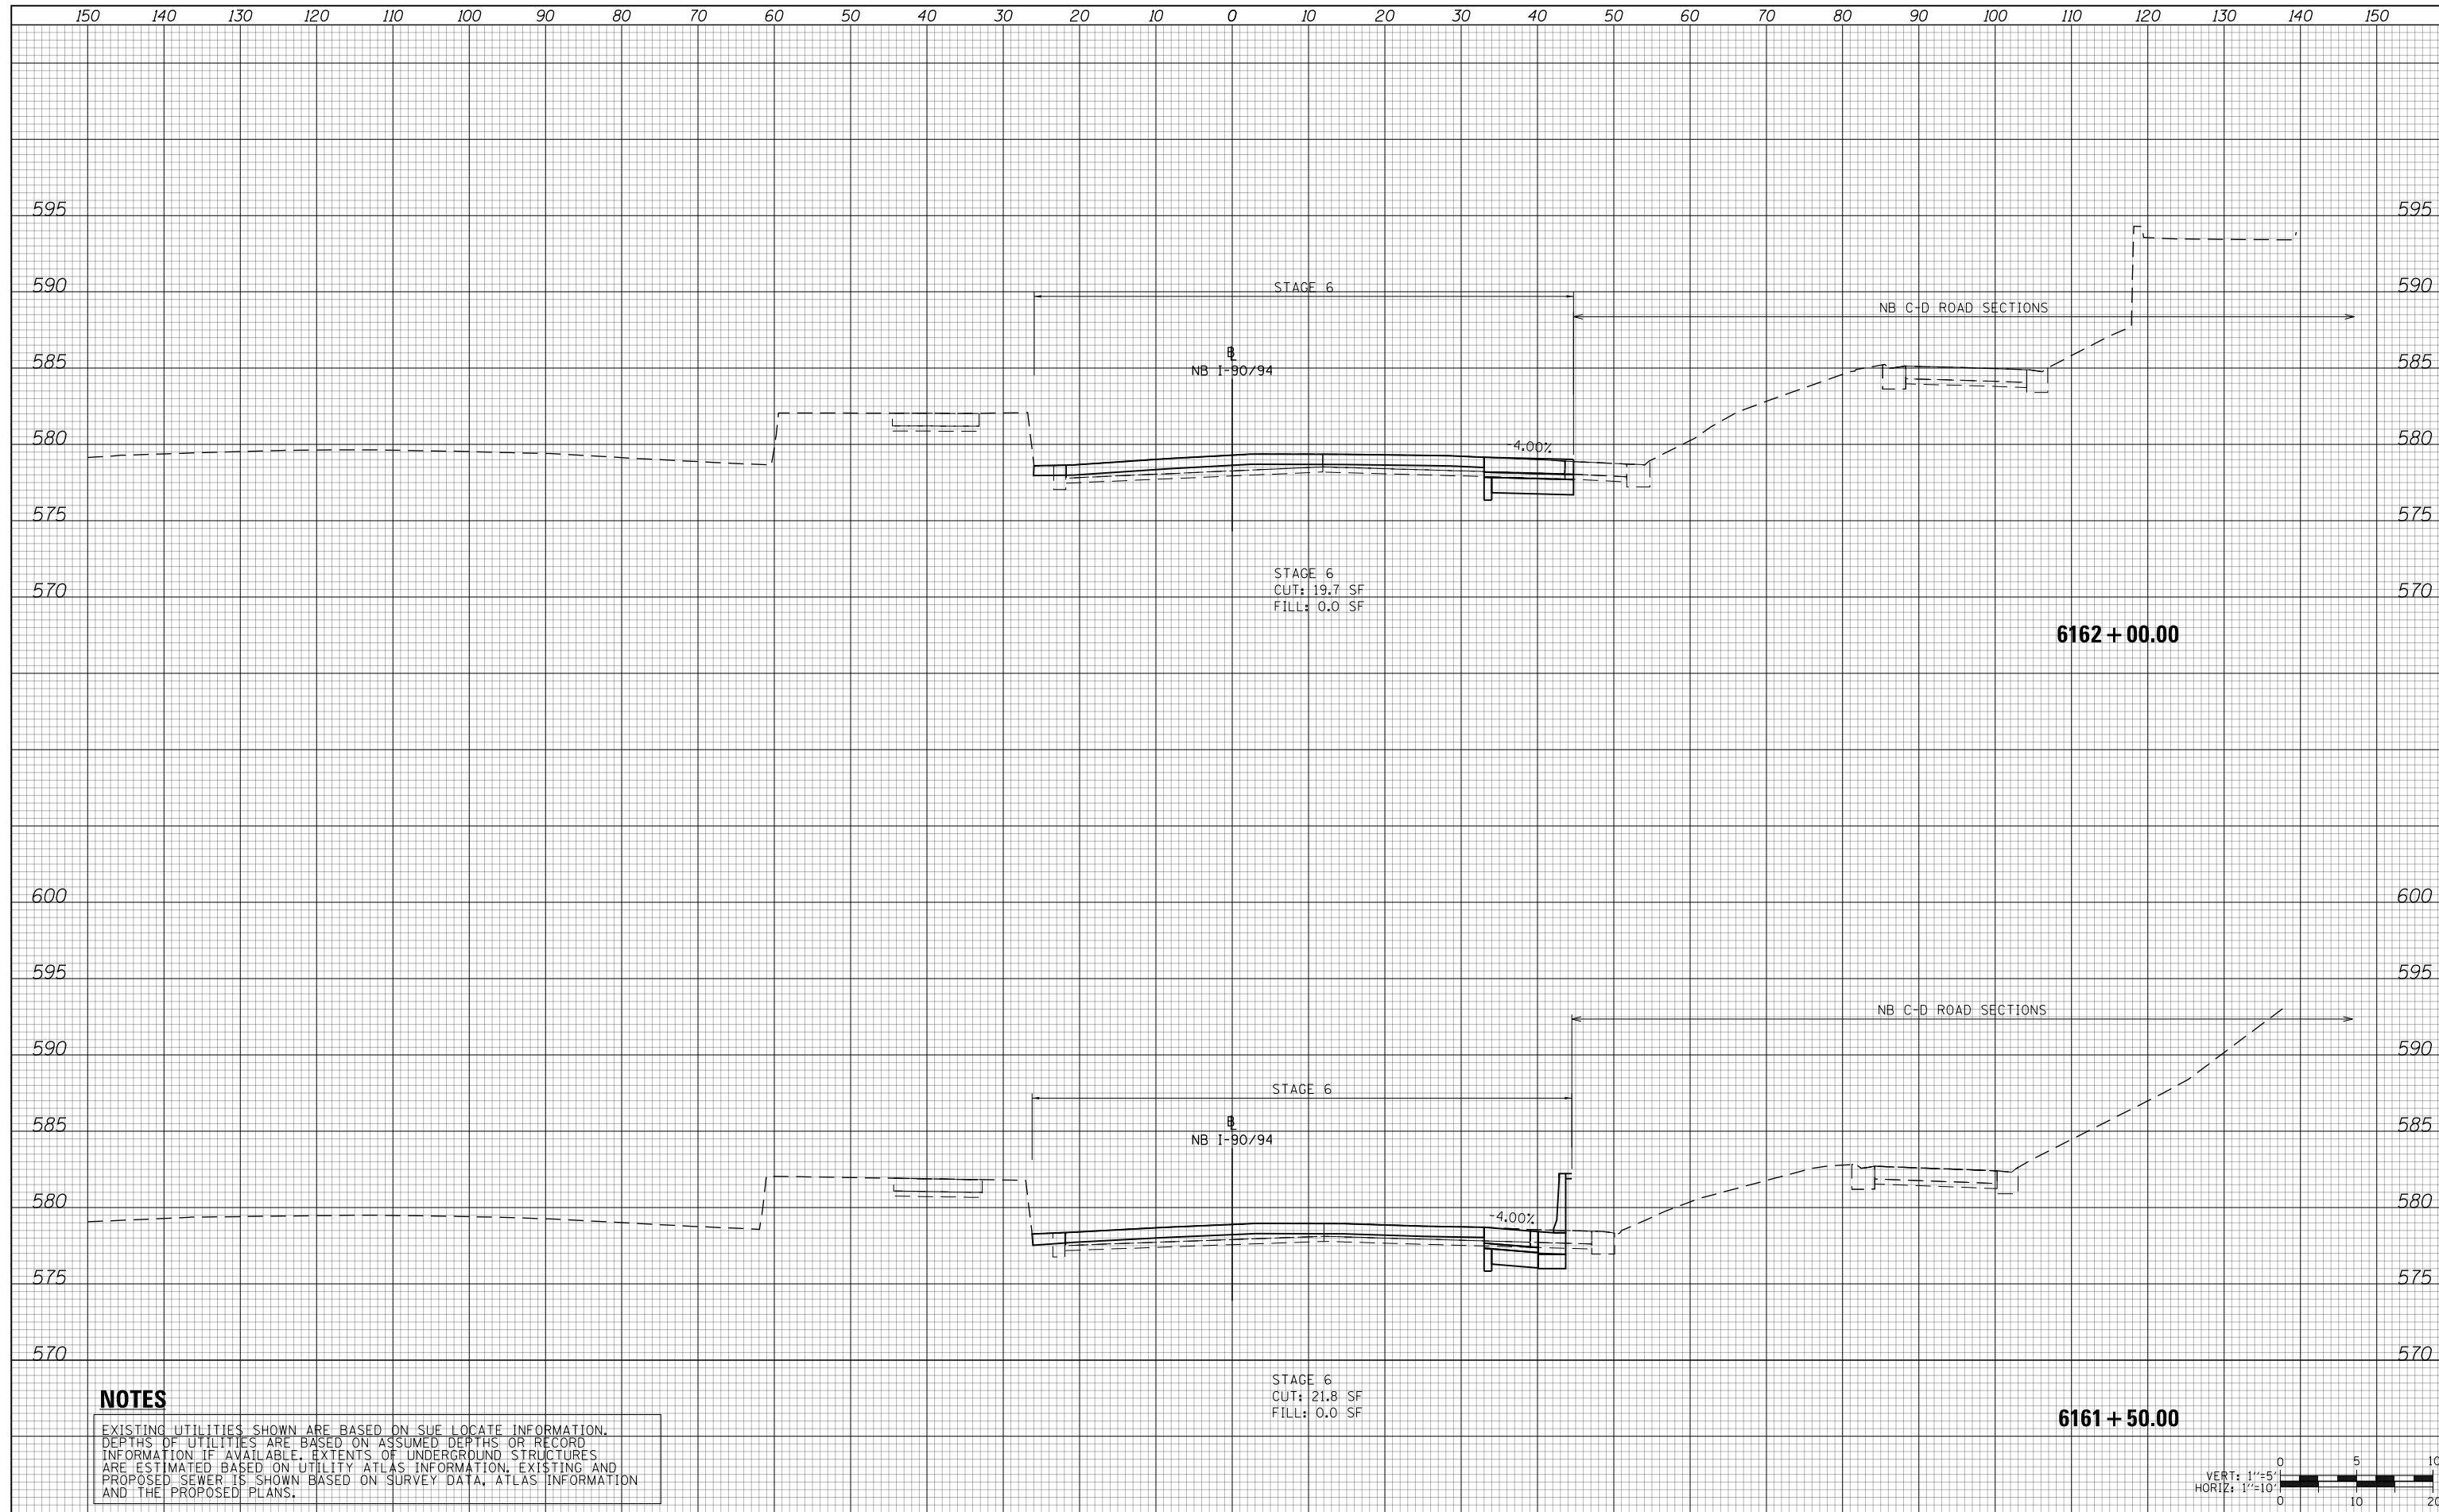 150 140 130 120 110 100 90 80 70 60 50 40 30 20 10 0 10 20 30 40 50 60 70 80 90 100 110 120 130 140 150
595 595
590 590
STAGE 6
NB C-D ROAD SECTIONS
585 585
BL
NB I-90/94
580 580
-4.00%
575 575
570 570
STAGE 6
CUT: 19.7 SF
FILL: 0.0 SF
6162+00.00
600 600
595 595
NB C-D ROAD SECTIONS
590 590
STAGE 6
585 585
BL
NB I-90/94
580 580
-4.00%
575 575
570 570
STAGE 6
CUT: 21.8 SF
FILL: 0.0 SF
6161+50.00
NOTES
EXISTING UTILITIES SHOWN ARE BASED ON SUE LOCATE INFORMATION.
DEPTHS OF UTILITIES ARE BASED ON ASSUMED DEPTHS OR RECORD
INFORMATION IF AVAILABLE. EXTENTS OF UNDERGROUND STRUCTURES
ARE ESTIMATED BASED ON UTILITY ATLAS INFORMATION. EXISTING AND
PROPOSED SEWER IS SHOWN BASED ON SURVEY DATA, ATLAS INFORMATION
AND THE PROPOSED PLANS.
0 5 10
VERT: 1"=5'
HORIZ: 1"=10'
0 10 20